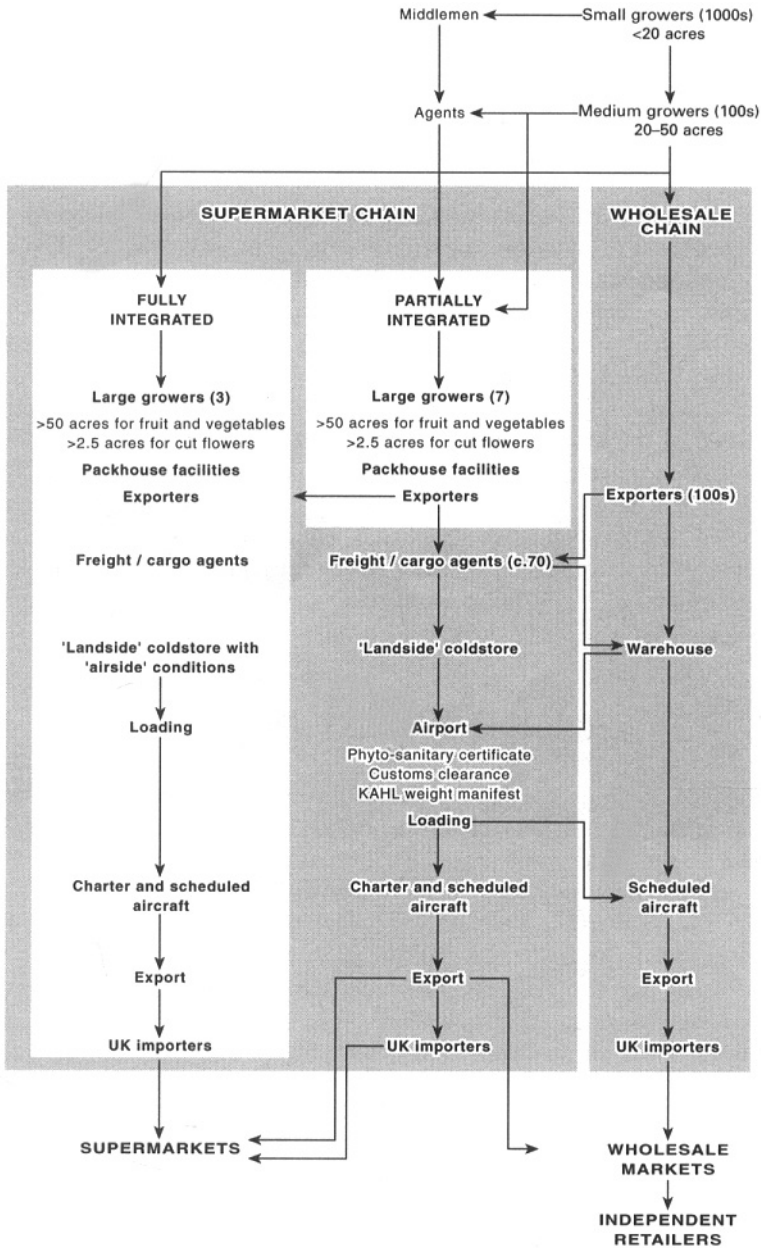 Middlemen
Small growers (1000s)
<20 acres
Agents
Medium growers (100s)
20–50 acres
SUPERMARKET CHAIN
WHOLESALE
CHAIN
FULLY
INTEGRATED
PARTIALLY
INTEGRATED
Large growers (3)
>50 acres for fruit and vegetables
>2.5 acres for cut flowers
Packhouse facilities
Exporters
Large growers (7)
>50 acres for fruit and vegetables
>2.5 acres for cut flowers
Packhouse facilities
Exporters
Exporters (100s)
Freight / cargo agents
Freight / cargo agents (c.70)
'Landside' coldstore with
'airside' conditions
'Landside' coldstore
Warehouse
Loading
Airport
Phyto-sanitary certificate
Customs clearance
KAHL weight manifest
Loading
Charter and scheduled
aircraft
Charter and scheduled
aircraft
Scheduled
aircraft
Export
Export
Export
UK importers
UK importers
UK importers
SUPERMARKETS
WHOLESALE
MARKETS
INDEPENDENT
RETAILERS